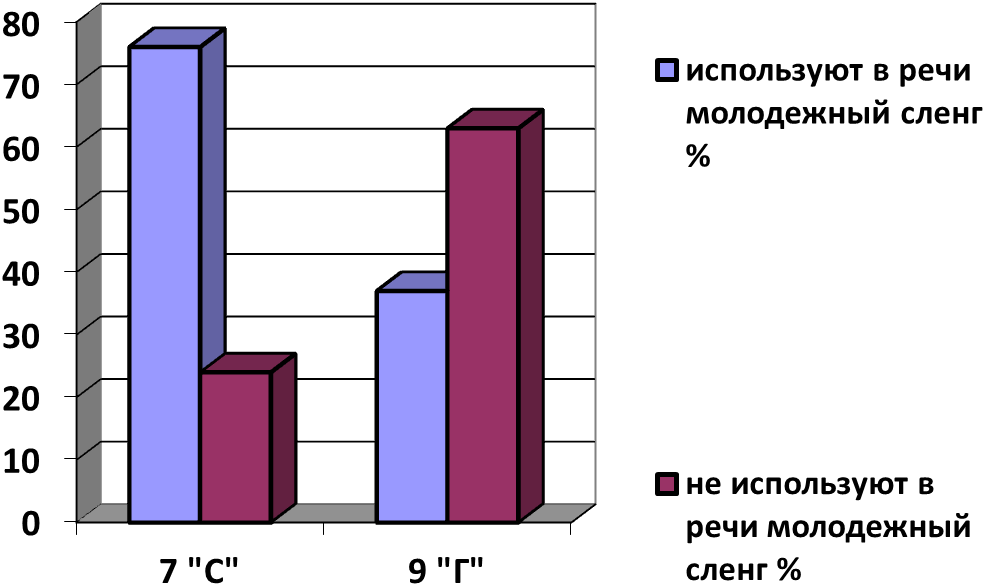 80
70
60
50
40
30
20
10
0
7 "С"
9 "Г"
используют в речи
молодежный сленг
%
не используют в
речи молодежный
сленг %